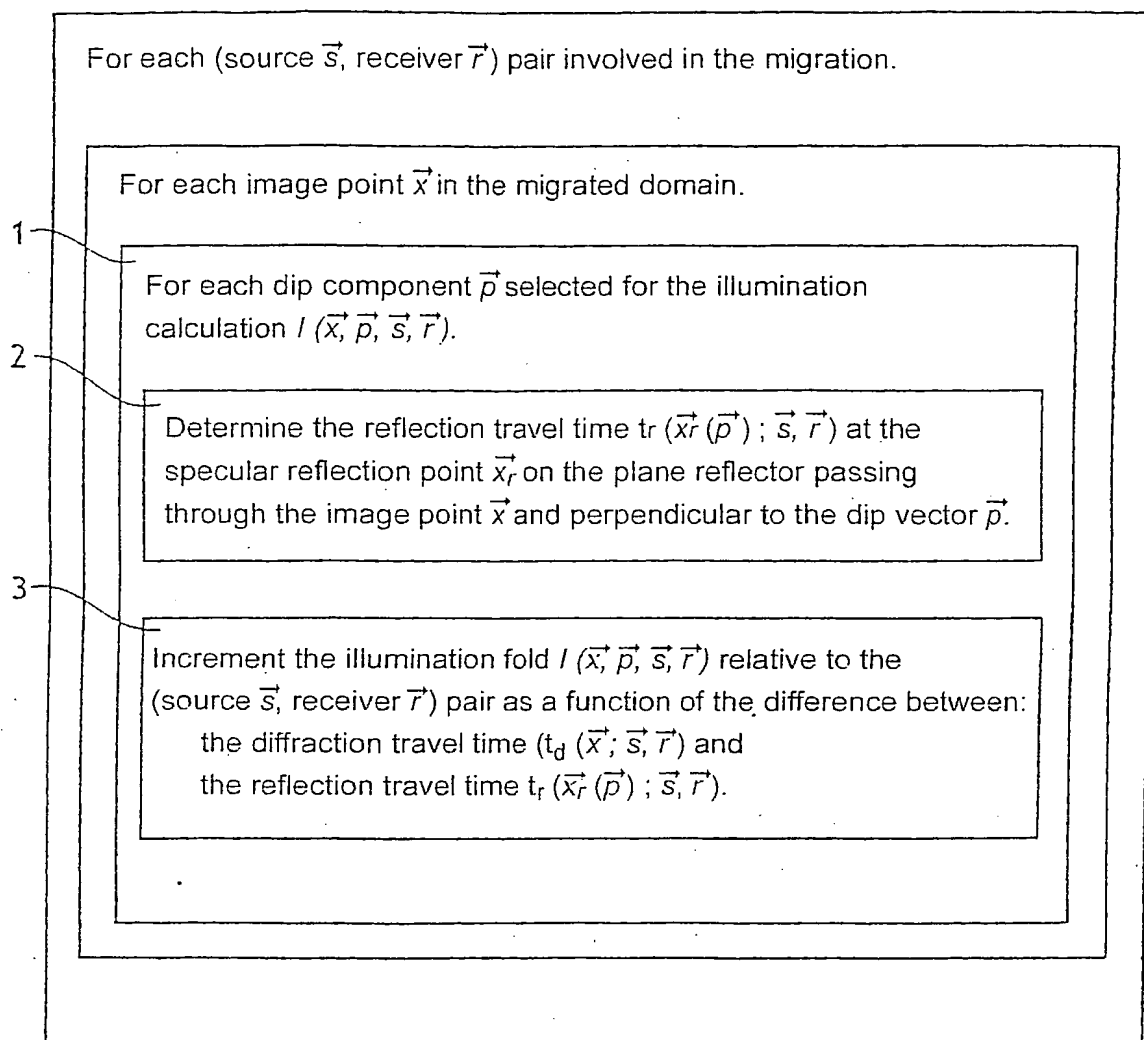 For each (source s⃗, receiver r⃗) pair involved in the migration.
For each image point x⃗ in the migrated domain.
1
For each dip component p⃗ selected for the illumination
calculation I (x⃗, p⃗, s⃗, r⃗).
2
Determine the reflection travel time tr (x⃗r (p⃗) ; s⃗, r⃗) at the
specular reflection point x⃗r on the plane reflector passing
through the image point x⃗ and perpendicular to the dip vector p⃗.
3
Increment the illumination fold I (x⃗, p⃗, s⃗, r⃗) relative to the
(source s⃗, receiver r⃗) pair as a function of the difference between:
the diffraction travel time (td (x⃗; s⃗, r⃗) and
the reflection travel time tr (x⃗r (p⃗) ; s⃗, r⃗).